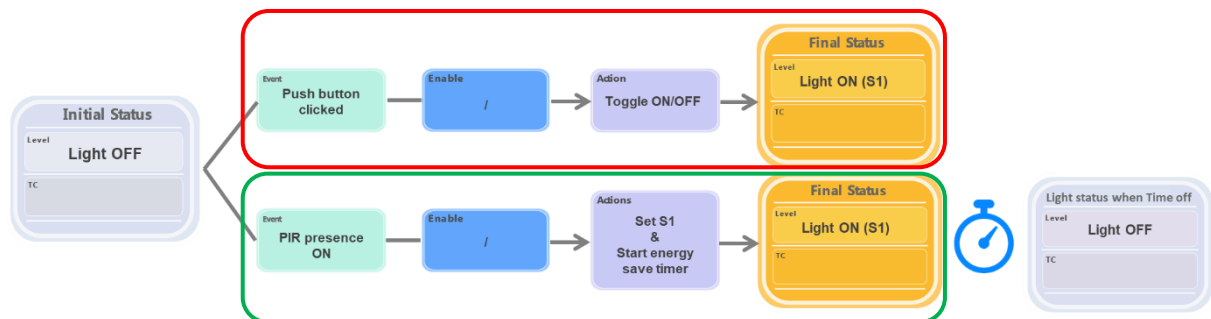 Initial Status
Level
Light OFF
TC
Event
Push button
clicked
Enable
/
Action
Toggle ON/OFF
Final Status
Level
Light ON (S1)
TC
Event
PIR presence
ON
Enable
/
Actions
Set S1
&
Start energy
save timer
Final Status
Level
Light ON (S1)
TC
Light status when Time off
Level
Light OFF
TC